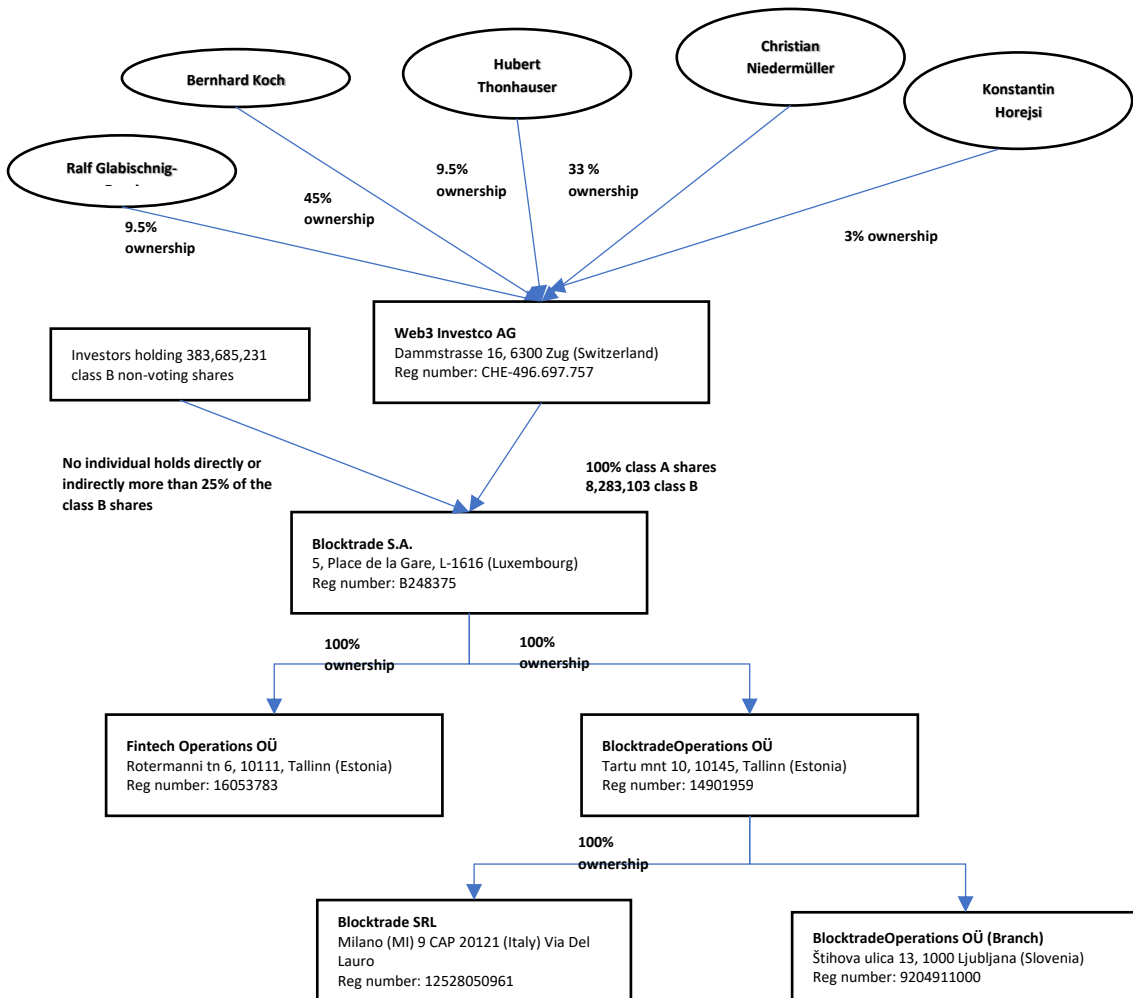 Christian
Niedermüller
Hubert
Thonhauser
Bernhard Koch
Konstantin
Horejsi
Ralf Glabischnig-
9.5%
ownership
33 %
ownership
45%
ownership
9.5%
ownership
3% ownership
Web3 Investco AG
Dammstrasse 16, 6300 Zug (Switzerland)
Reg number: CHE-496.697.757
Investors holding 383,685,231
class B non-voting shares
No individual holds directly or
indirectly more than 25% of the
class B shares
100% class A shares
8,283,103 class B
Blocktrade S.A.
5, Place de la Gare, L-1616 (Luxembourg)
Reg number: B248375
100%
ownership
100%
ownership
Fintech Operations OÜ
Rotermanni tn 6, 10111, Tallinn (Estonia)
Reg number: 16053783
BlocktradeOperations OÜ
Tartu mnt 10, 10145, Tallinn (Estonia)
Reg number: 14901959
100%
ownership
Blocktrade SRL
Milano (MI) 9 CAP 20121 (Italy) Via Del
Lauro
Reg number: 12528050961
BlocktradeOperations OÜ (Branch)
Štihova ulica 13, 1000 Ljubljana (Slovenia)
Reg number: 9204911000